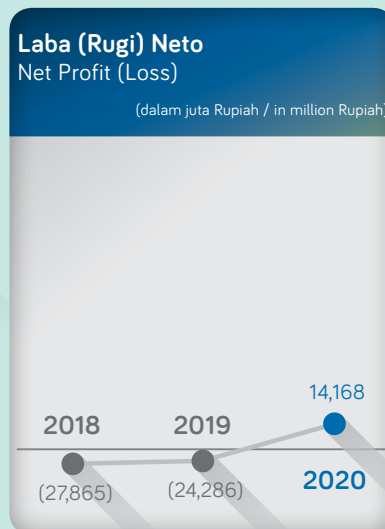 Laba (Rugi) Neto
Net Profit (Loss)
(dalam juta Rupiah / in million Rupiah)
14,168
2018 2019
2020
(27,865) (24,286)